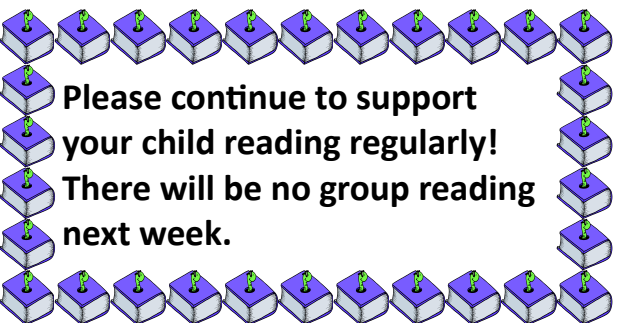 Please continue to support
your child reading regularly!
There will be no group reading
next week.